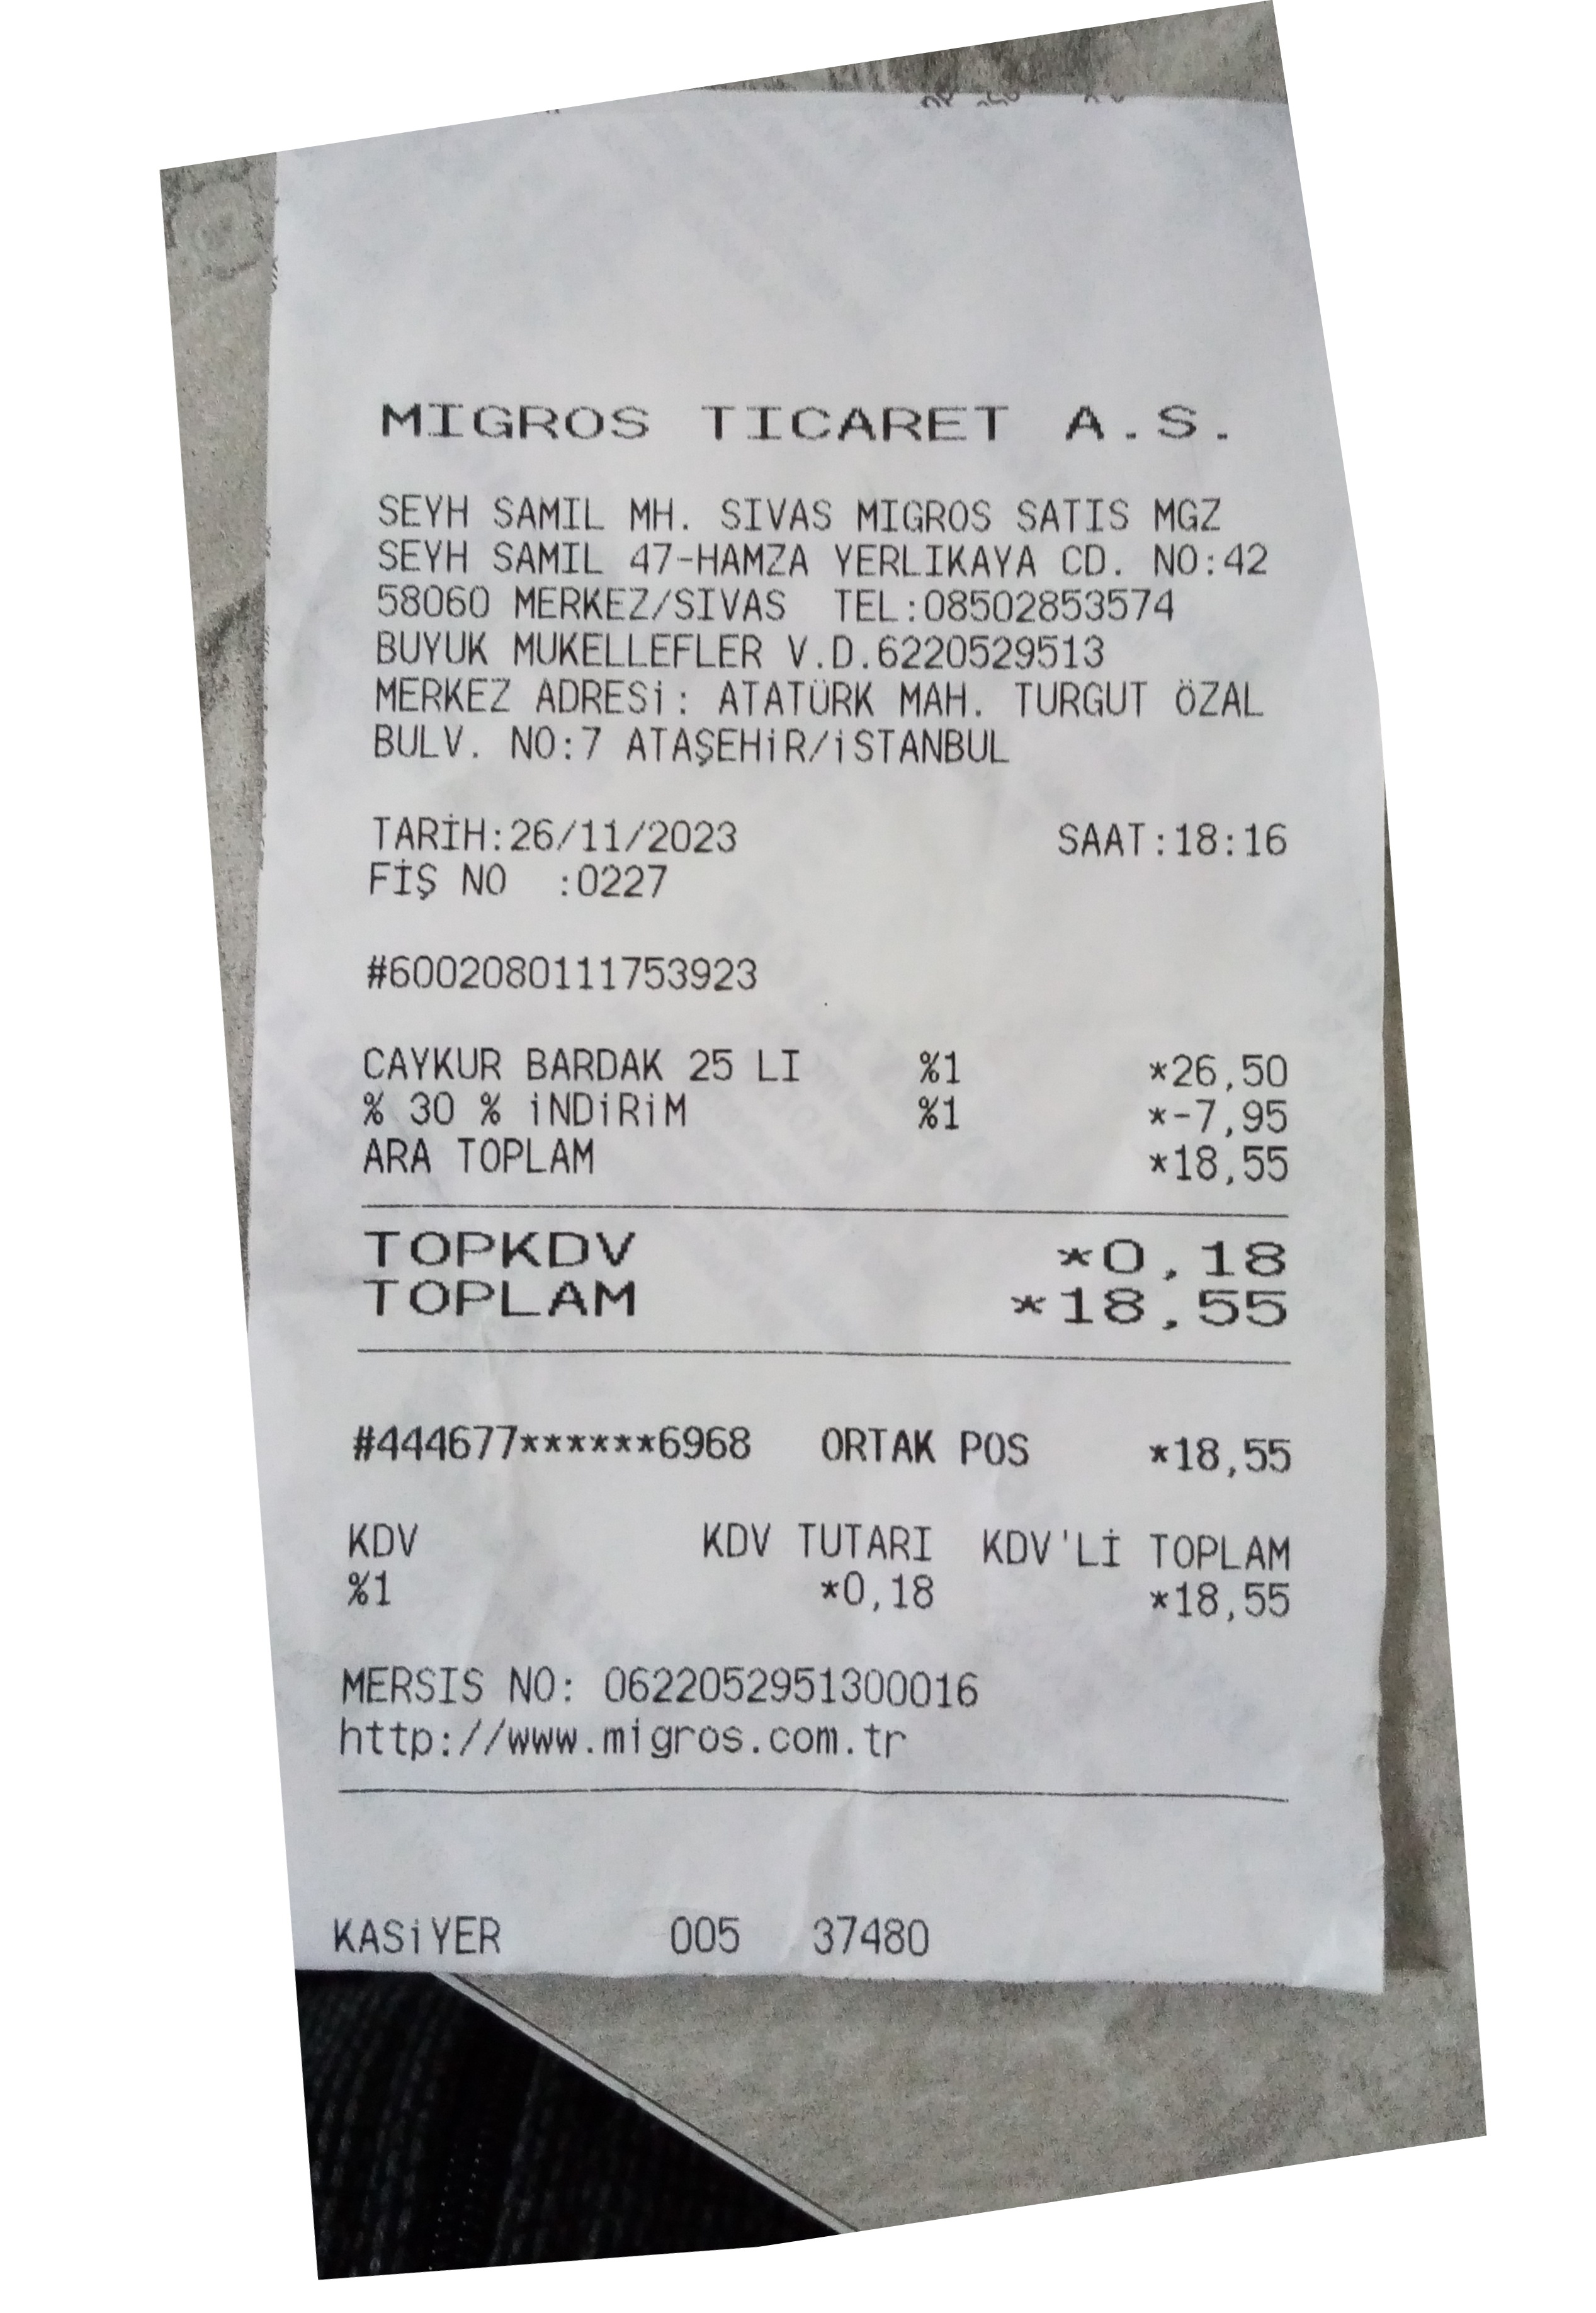 MIGROS TICARET A.S.
SEYH SAMIL MH. SIVAS MIGROS SATIS MGZ
SEYH SAMIL 47-HAMZA YERLIKAYA CD. NO:42
58060 MERKEZ/SIVAS TEL:08502853574
BUYUK MUKELLEFLER V.D.6220529513
MERKEZ ADRESi: ATATÜRK MAH. TURGUT ÖZAL
BULV. NO:7 ATAŞEHiR/iSTANBUL
TARİH:26/11/2023 SAAT:18:16
FİŞ NO :0227
#6002080111753923
CAYKUR BARDAK 25 LI %1 *26,50
% 30 % iNDiRiM %1 *-7,95
ARA TOPLAM *18,55
TOPKDV *0,18
TOPLAM *18,55
#444677******6968 ORTAK POS *18,55
KDV KDV TUTARI KDV'Lİ TOPLAM
%1 *0,18 *18,55
MERSIS NO: 0622052951300016
http://www.migros.com.tr
KASiYER 005 37480